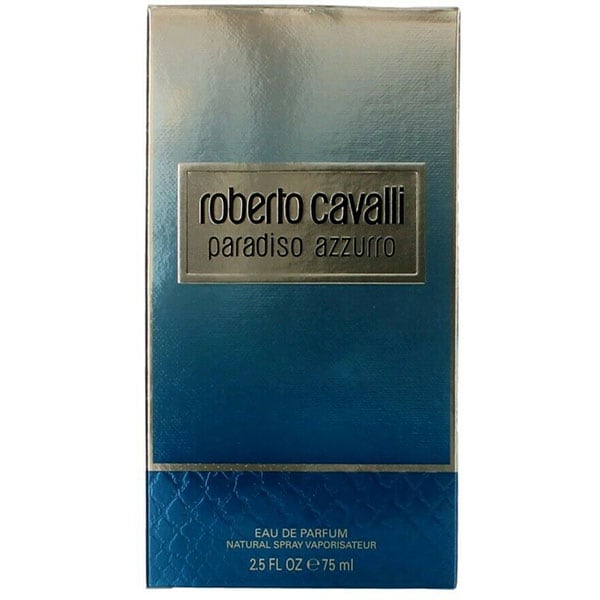 roberto cavalli
paradiso azzurro
EAU DE PARFUM
NATURAL SPRAY VAPORISATEUR
2.5 FL OZ ℮ 75 ml